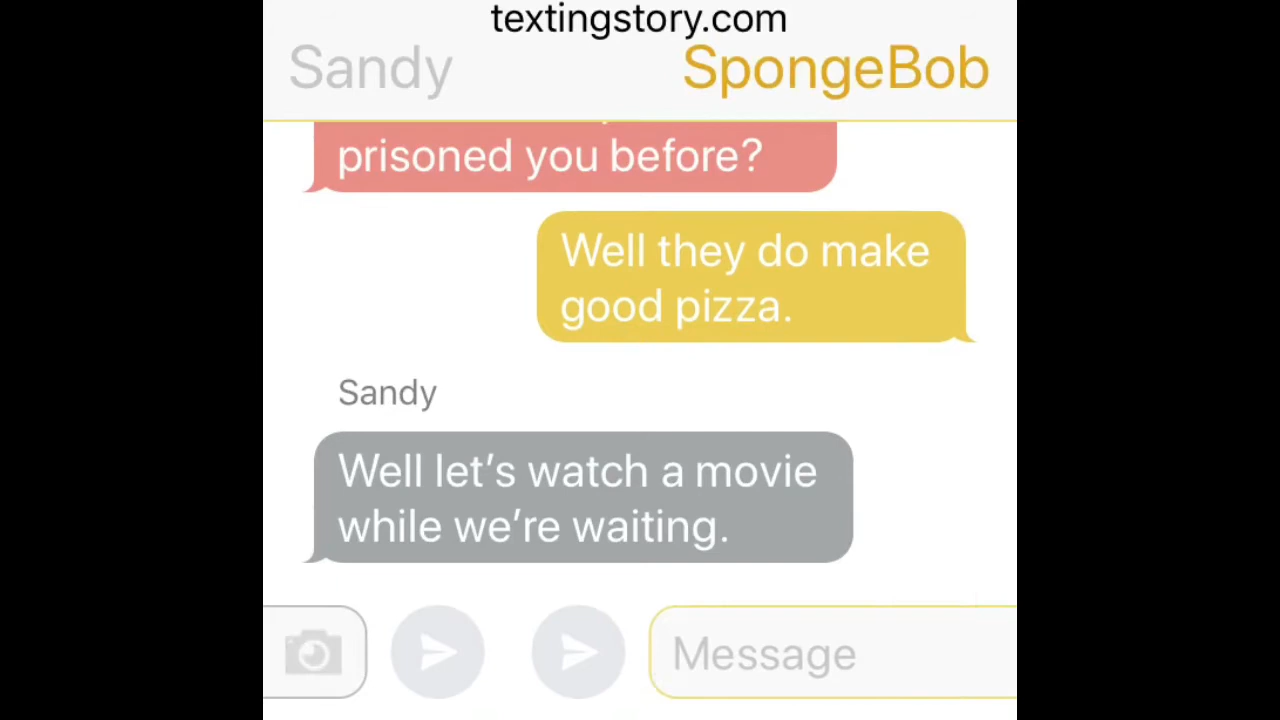 textingstory.com
Sandy SpongeBob
prisoned you before?
Well they do make
good pizza.
Sandy
Well let's watch a movie
while we're waiting.
Message